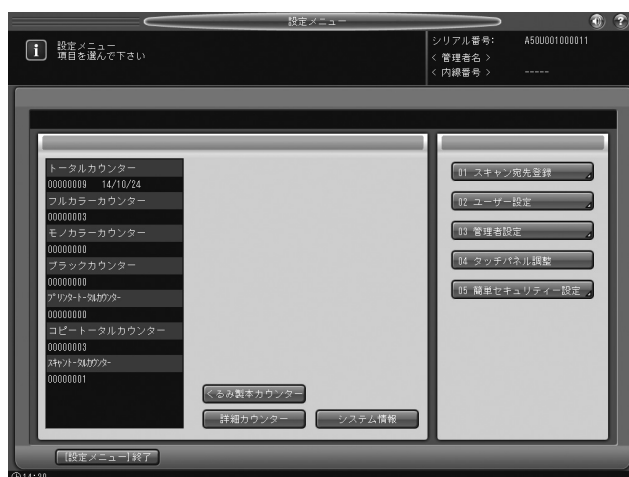 設定メニュー
設定メニュー
項目を選んで下さい
シリアル番号: A50U001000011
< 管理者名 >
< 内線番号 > -----
トータルカウンター
00000009 14/10/24
フルカラーカウンター
00000003
モノカラーカウンター
00000000
ブラックカウンター
00000000
プリンタートータルカウンター
00000000
コピートータルカウンター
00000003
スキャントータルカウンター
00000001
くるみ製本カウンター
詳細カウンター
システム情報
01 スキャン宛先登録
02 ユーザー設定
03 管理者設定
04 タッチパネル調整
05 簡単セキュリティー設定
[設定メニュー]終了